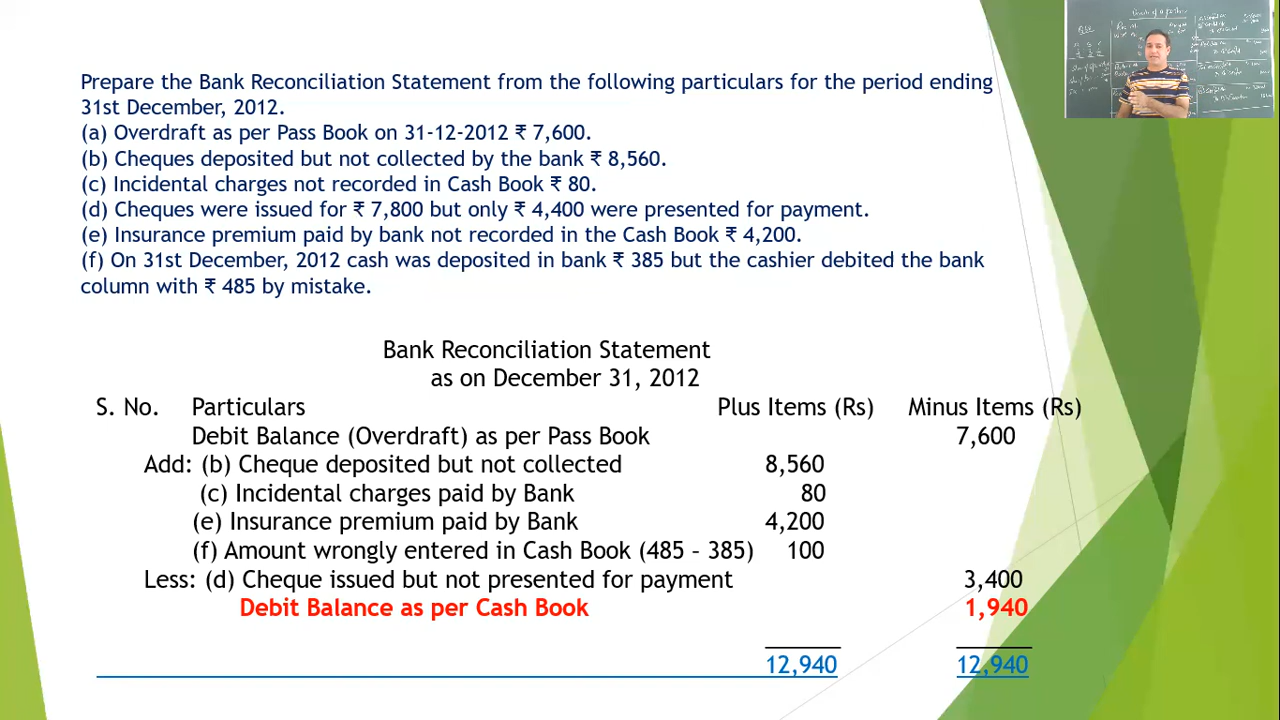 Prepare the Bank Reconciliation Statement from the following particulars for the period ending
31st December, 2012.
(a) Overdraft as per Pass Book on 31-12-2012 ₹ 7,600.
(b) Cheques deposited but not collected by the bank ₹ 8,560.
(c) Incidental charges not recorded in Cash Book ₹ 80.
(d) Cheques were issued for ₹ 7,800 but only ₹ 4,400 were presented for payment.
(e) Insurance premium paid by bank not recorded in the Cash Book ₹ 4,200.
(f) On 31st December, 2012 cash was deposited in bank ₹ 385 but the cashier debited the bank
column with ₹ 485 by mistake.
Bank Reconciliation Statement
as on December 31, 2012
S. No. Particulars Plus Items (Rs) Minus Items (Rs)
Debit Balance (Overdraft) as per Pass Book 7,600
Add: (b) Cheque deposited but not collected 8,560
(c) Incidental charges paid by Bank 80
(e) Insurance premium paid by Bank 4,200
(f) Amount wrongly entered in Cash Book (485 – 385) 100
Less: (d) Cheque issued but not presented for payment 3,400
Debit Balance as per Cash Book 1,940
12,940 12,940